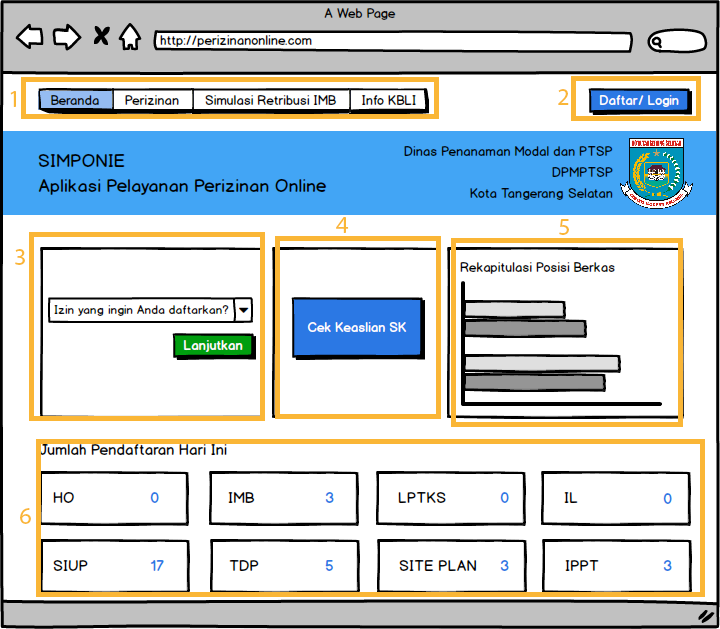 A Web Page
http://perizinanonline.com
1
Beranda
Perizinan
Simulasi Retribusi IMB
Info KBLI
2
Daftar/ Login
SIMPONIE
Aplikasi Pelayanan Perizinan Online
Dinas Penanaman Modal dan PTSP
DPMPTSP
Kota Tangerang Selatan
3
Izin yang ingin Anda daftarkan?
Lanjutkan
4
Cek Keaslian SK
5
Rekapitulasi Posisi Berkas
6
Jumlah Pendaftaran Hari Ini
HO 0
IMB 3
LPTKS 0
IL 0
SIUP 17
TDP 5
SITE PLAN 3
IPPT 3